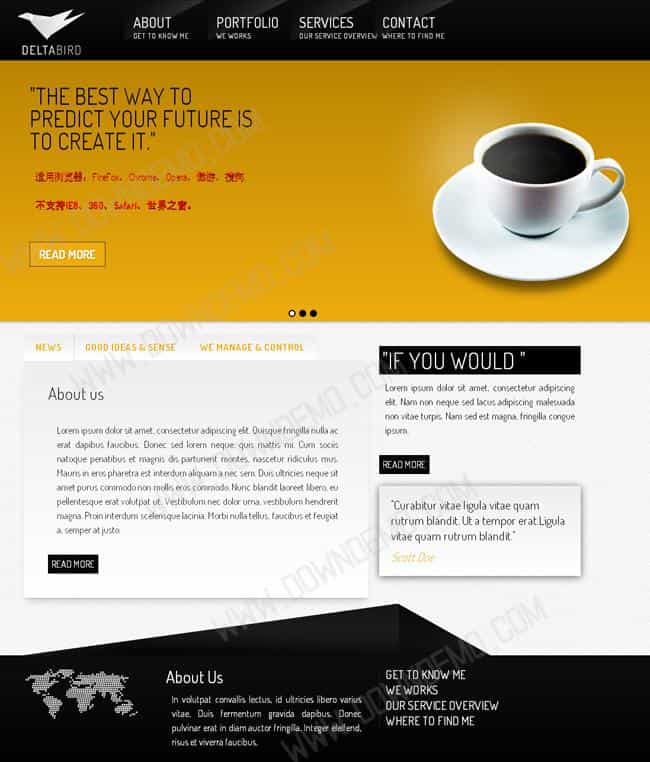 DELTABIRD
ABOUT
GET TO KNOW ME
PORTFOLIO
WE WORKS
SERVICES
OUR SERVICE OVERVIEW
CONTACT
WHERE TO FIND ME
"THE BEST WAY TO
PREDICT YOUR FUTURE IS
TO CREATE IT."
适用浏览器：FireFox、Chrome、Opera、傲游、搜狗.
不支持IE8、360、Safari、世界之窗。
READ MORE
NEWS
GOOD IDEAS & SENSE
WE MANAGE & CONTROL
About us
Lorem ipsum dolor sit amet, consectetur adipiscing elit. Quisque fringilla nulla ac
erat dapibus faucibus. Donec sed lorem neque, quis mattis mi. Cum sociis
natoque penatibus et magnis dis parturient montes, nascetur ridiculus mus.
Mauris in eros pharetra est interdum aliquam a nec sem. Duis ultricies neque sit
amet purus commodo non mollis eros commodo. Nunc blandit laoreet libero, eu
pellentesque erat volutpat ut. Vestibulum nec dolor urna, vestibulum hendrerit
magna. Proin interdum scelerisque lacinia. Morbi nulla tellus, faucibus et feugiat
a, semper at justo.
READ MORE
"IF YOU WOULD "
Lorem ipsum dolor sit amet, consectetur adipiscing
elit. Nam non neque sed lacus adipiscing malesuada
non vitae turpis. Nam sed est magna, fringilla congue
ipsum.
READ MORE
"Curabitur vitae ligula vitae quam
rutrum blandit. Ut a tempor erat.Ligula
vitae quam rutrum blandit."
Scott Doe
About Us
In volutpat convallis lectus, id ultricies libero varius
vitae. Duis fermentum gravida dapibus. Donec
pulvinar erat in diam auctor fringilla. Integer eleifend,
risus et viverra faucibus,
GET TO KNOW ME
WE WORKS
OUR SERVICE OVERVIEW
WHERE TO FIND ME
WWW.DOWNDEMO.COM
WWW.DOWNDEMO.COM
WWW.DOWNDEMO.COM
WWW.DOWNDEMO.COM